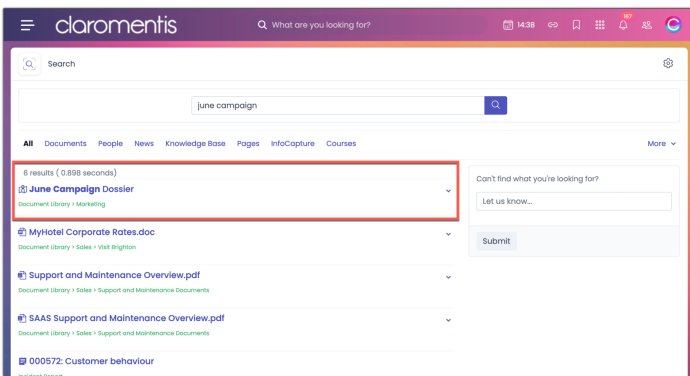 claromentis
What are you looking for?
14:38
167
Search
june campaign
All Documents People News Knowledge Base Pages InfoCapture Courses More
6 results ( 0.898 seconds)
June Campaign Dossier
Document Library > Marketing
Can't find what you're looking for?
Let us know...
Submit
MyHotel Corporate Rates.doc
Document Library > Sales > Visit Brighton
Support and Maintenance Overview.pdf
Document Library > Sales > Support and Maintenance Documents
SAAS Support and Maintenance Overview.pdf
Document Library > Sales > Support and Maintenance Documents
000572: Customer behaviour
Incident Report